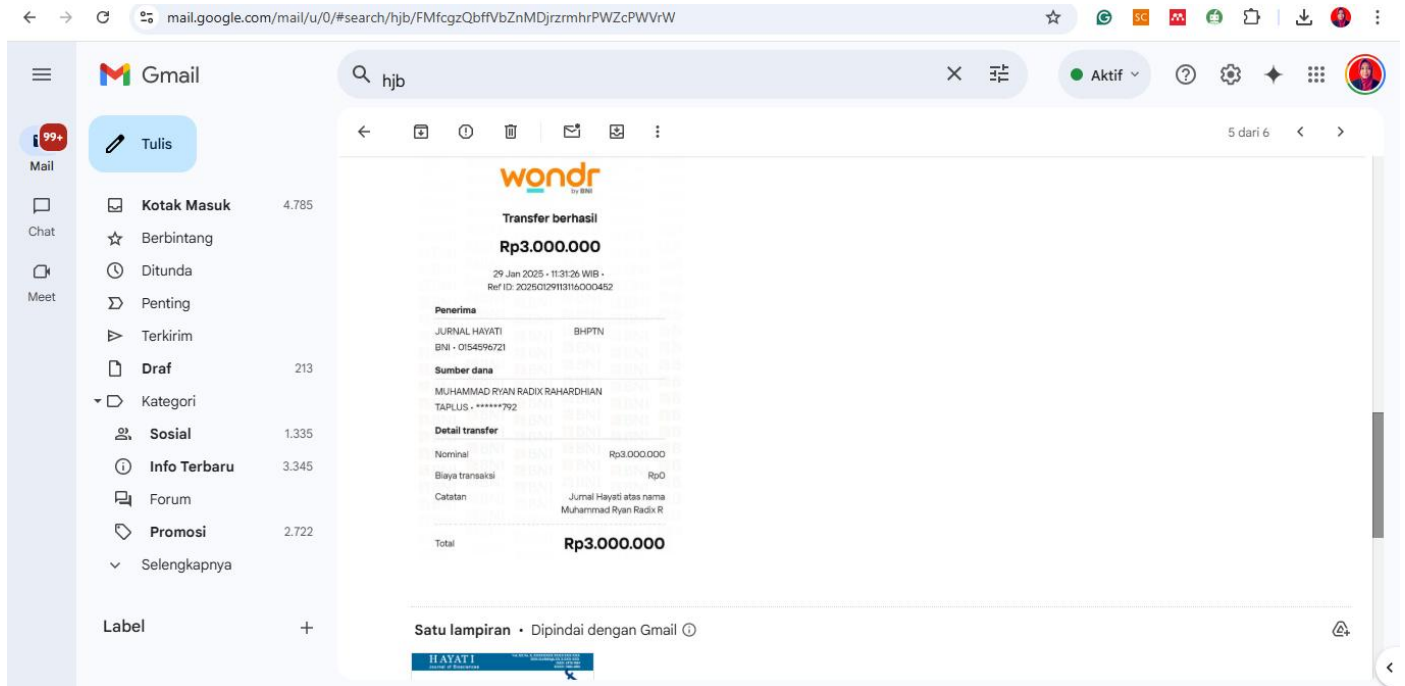 mail.google.com/mail/u/0/#search/hjb/FMfcgzQbffVbZnMDjrzrmhrPWZcPWVrW
Gmail
hjb
Aktif
99+
Mail
Chat
Meet
Tulis
5 dari 6
Kotak Masuk 4.785
Berbintang
Ditunda
Penting
Terkirim
Draf 213
Kategori
Sosial 1.335
Info Terbaru 3.345
Forum
Promosi 2.722
Selengkapnya
Label
wondr
by BNI
Transfer berhasil
Rp3.000.000
29 Jan 2025 • 11:31:26 WIB •
Ref ID: 20250129113116000452
Penerima
JURNAL HAYATI BHPTN
BNI • 0154596721
Sumber dana
MUHAMMAD RYAN RADIX RAHARDHIAN
TAPLUS • ******792
Detail transfer
Nominal Rp3.000.000
Biaya transaksi Rp0
Catatan Jurnal Hayati atas nama
Muhammad Ryan Radix R
Total Rp3.000.000
Satu lampiran • Dipindai dengan Gmail
HAYATI
Journal of Biosciences